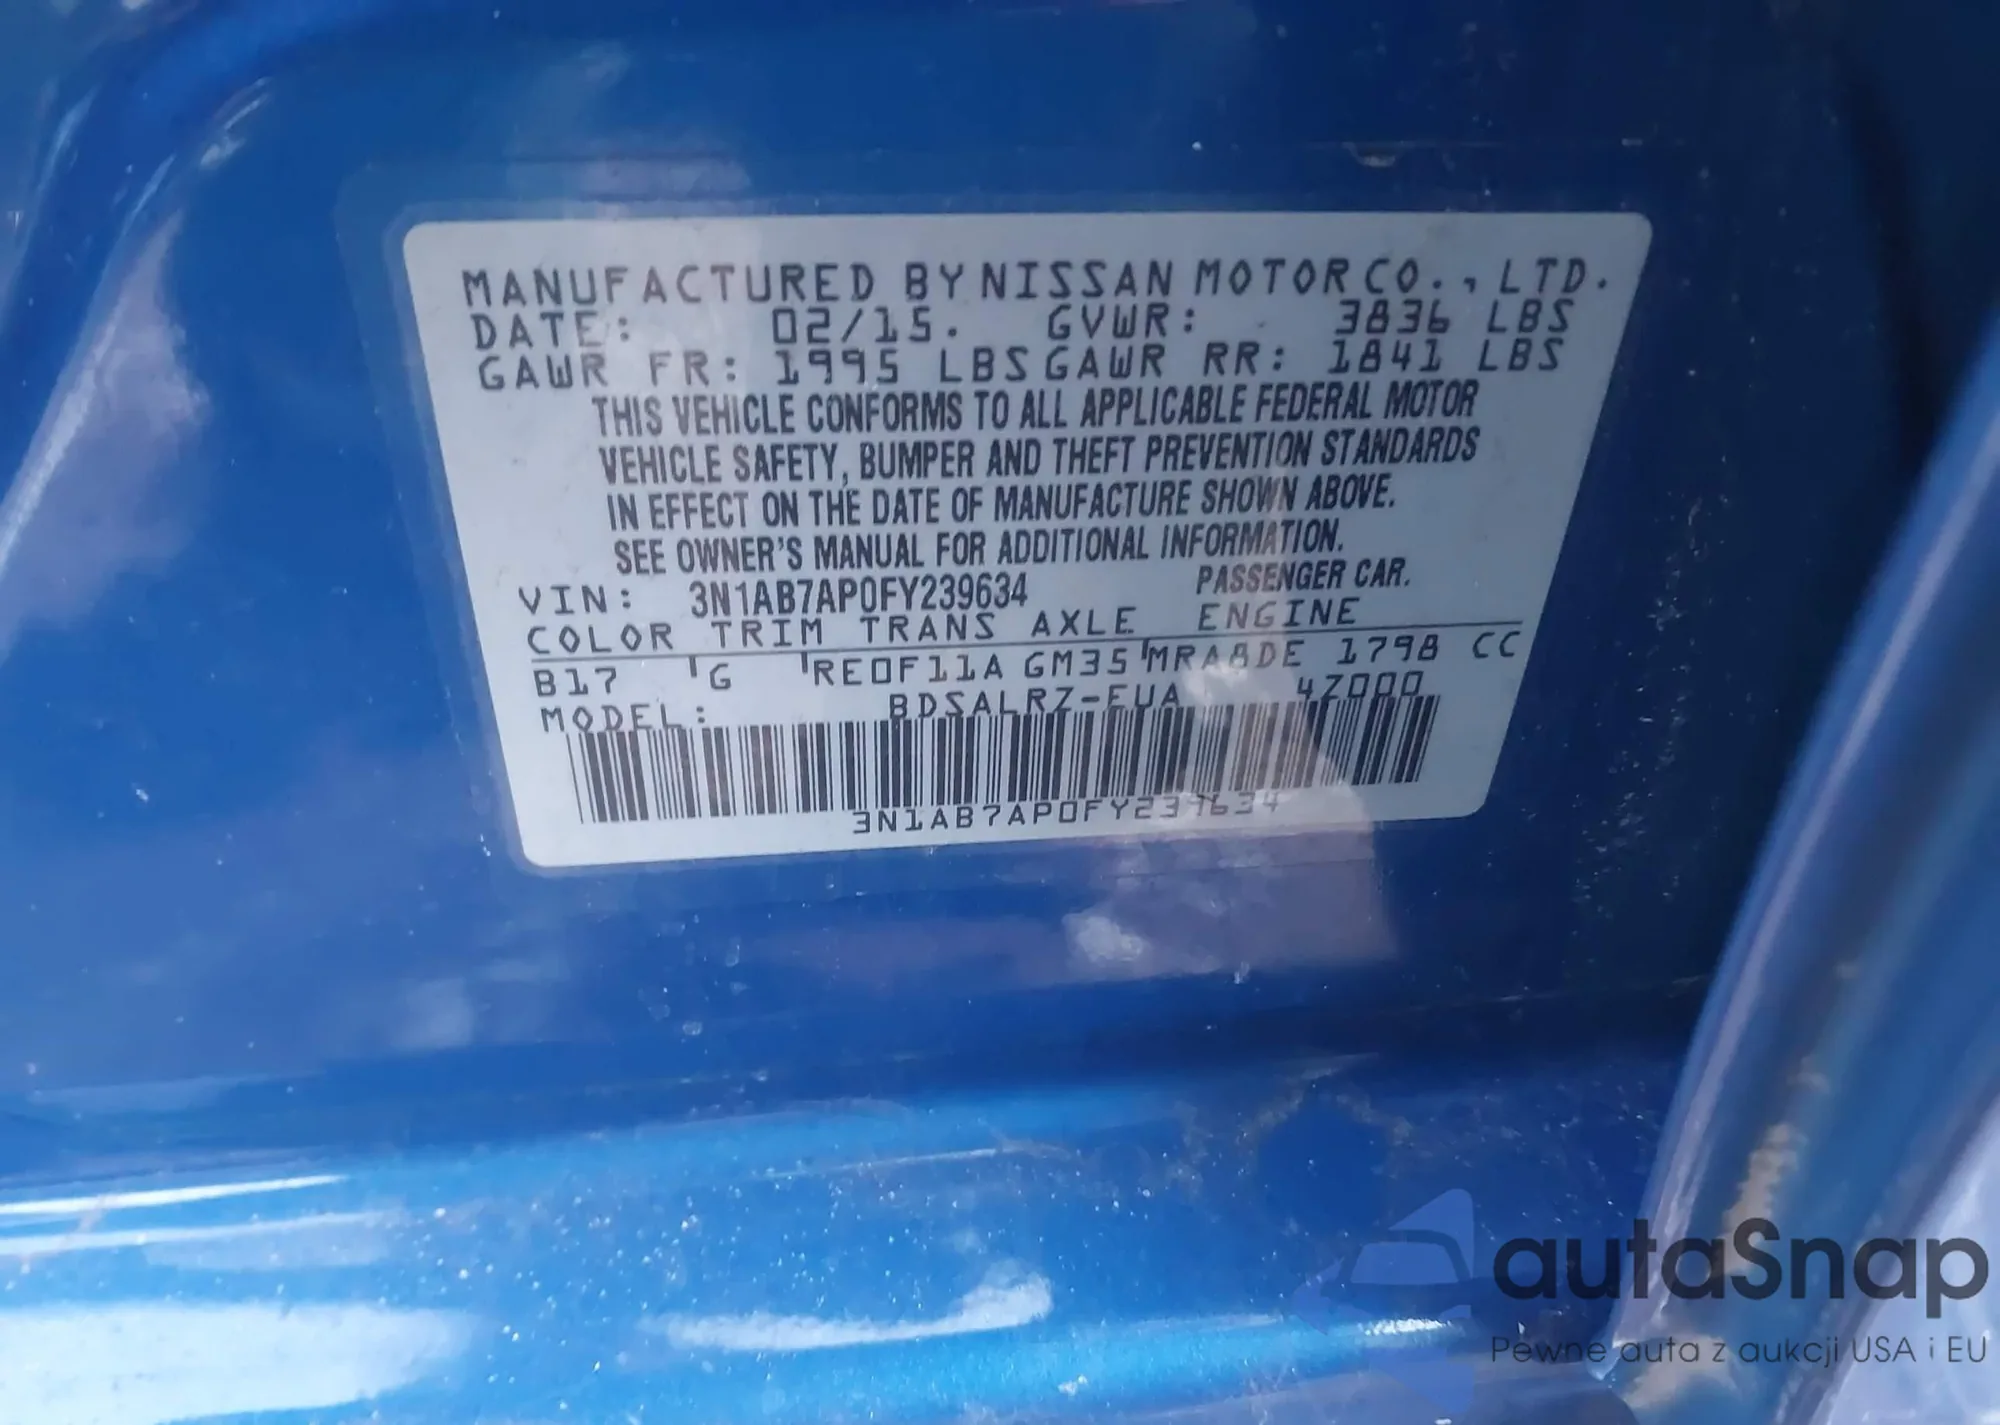 MANUFACTURED BY NISSAN MOTOR CO., LTD.
DATE: 02/15. GVWR: 3836 LBS
GAWR FR: 1995 LBS GAWR RR: 1841 LBS
THIS VEHICLE CONFORMS TO ALL APPLICABLE FEDERAL MOTOR
VEHICLE SAFETY, BUMPER AND THEFT PREVENTION STANDARDS
IN EFFECT ON THE DATE OF MANUFACTURE SHOWN ABOVE.
SEE OWNER'S MANUAL FOR ADDITIONAL INFORMATION.
VIN: 3N1AB7AP0FY239634 PASSENGER CAR.
COLOR TRIM TRANS AXLE ENGINE
B17 G RE0F11A GM35 MRA8DE 1798 CC
MODEL: BDSALRZ-EUA 4Z000
3N1AB7AP0FY239634
autaSnap
Pewne auta z aukcji USA i EU